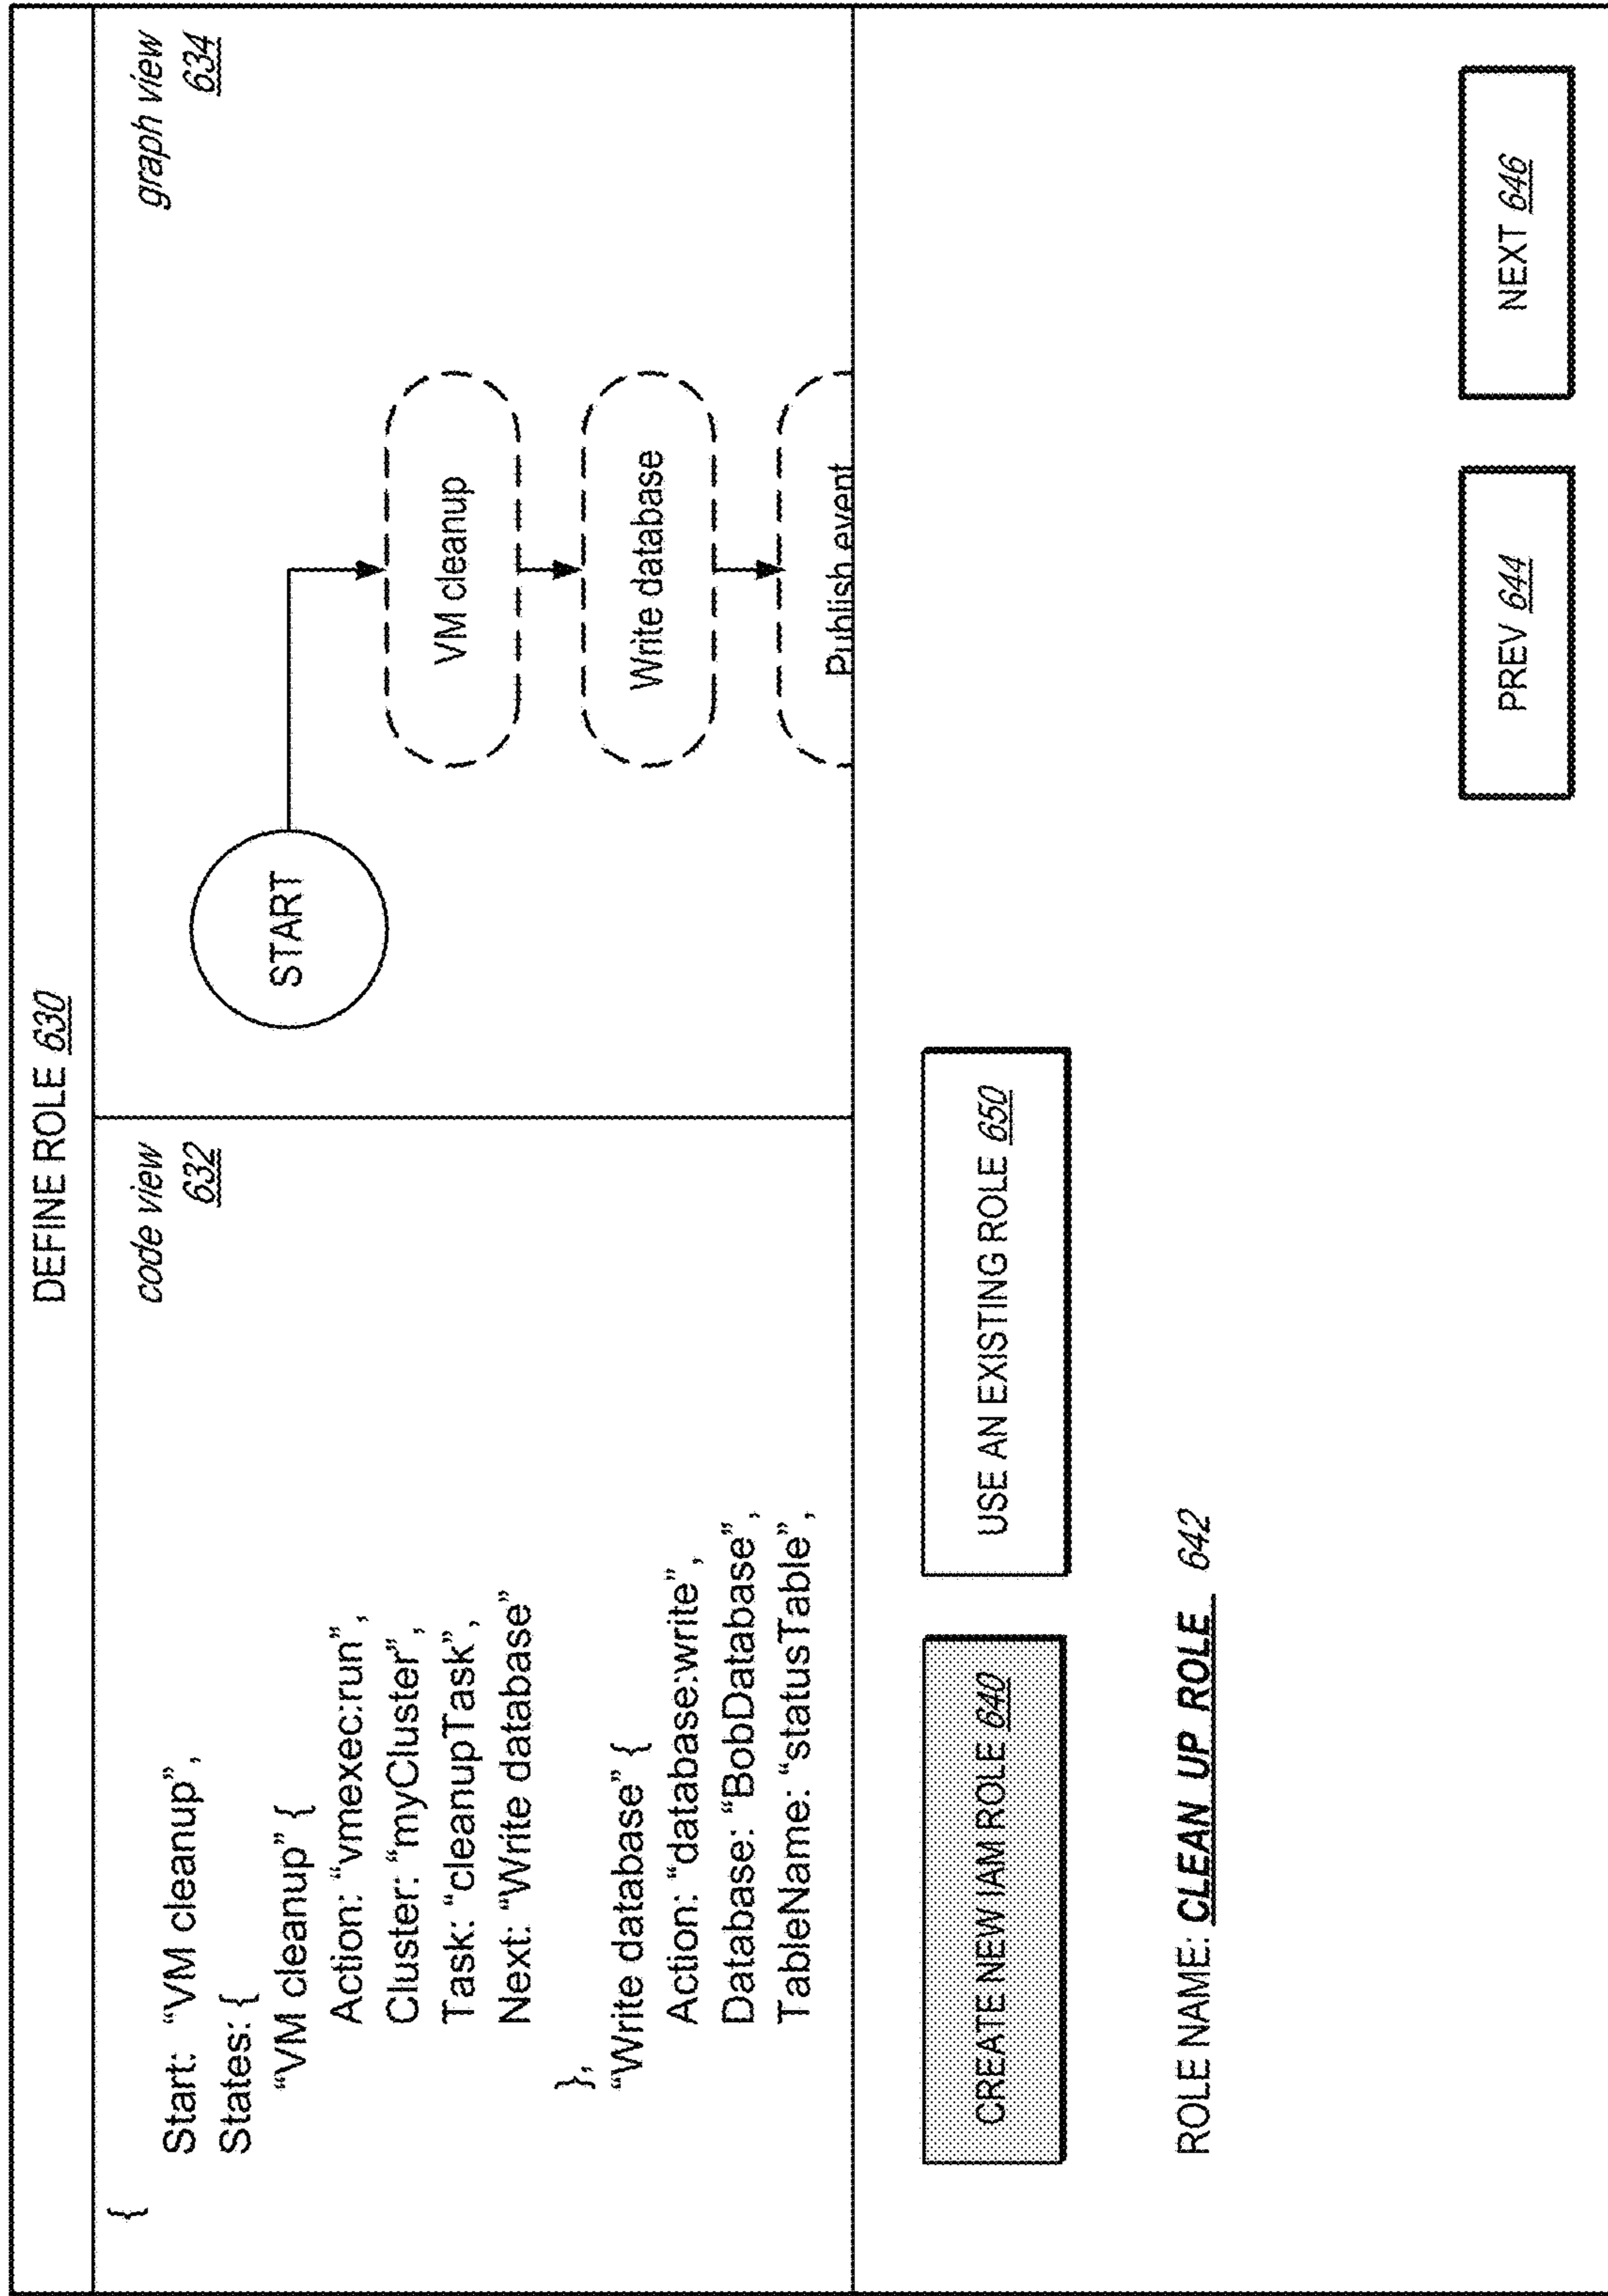 DEFINE ROLE 630
code view
632
{
Start: “VM cleanup”,
States: {
“VM cleanup” {
Action: “vmexec:run”,
Cluster: “myCluster”,
Task: “cleanupTask”,
Next: “Write database”
},
“Write database” {
Action: “database:write”,
Database: “BobDatabase”,
TableName: “statusTable”,
graph view
634
START
VM cleanup
Write database
Publish event
CREATE NEW IAM ROLE 640
USE AN EXISTING ROLE 650
ROLE NAME: CLEAN UP ROLE 642
PREV 644
NEXT 646